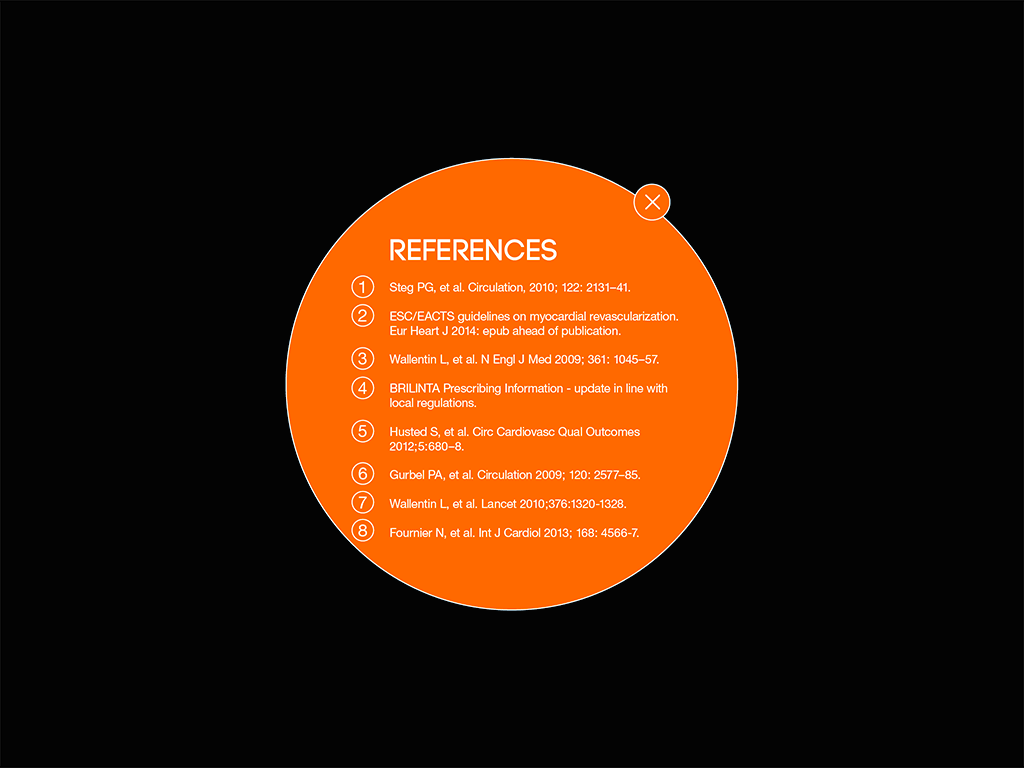 REFERENCES
1 Steg PG, et al. Circulation, 2010; 122: 2131–41.
2 ESC/EACTS guidelines on myocardial revascularization.
Eur Heart J 2014: epub ahead of publication.
3 Wallentin L, et al. N Engl J Med 2009; 361: 1045–57.
4 BRILINTA Prescribing Information - update in line with
local regulations.
5 Husted S, et al. Circ Cardiovasc Qual Outcomes
2012;5:680–8.
6 Gurbel PA, et al. Circulation 2009; 120: 2577–85.
7 Wallentin L, et al. Lancet 2010;376:1320-1328.
8 Fournier N, et al. Int J Cardiol 2013; 168: 4566-7.